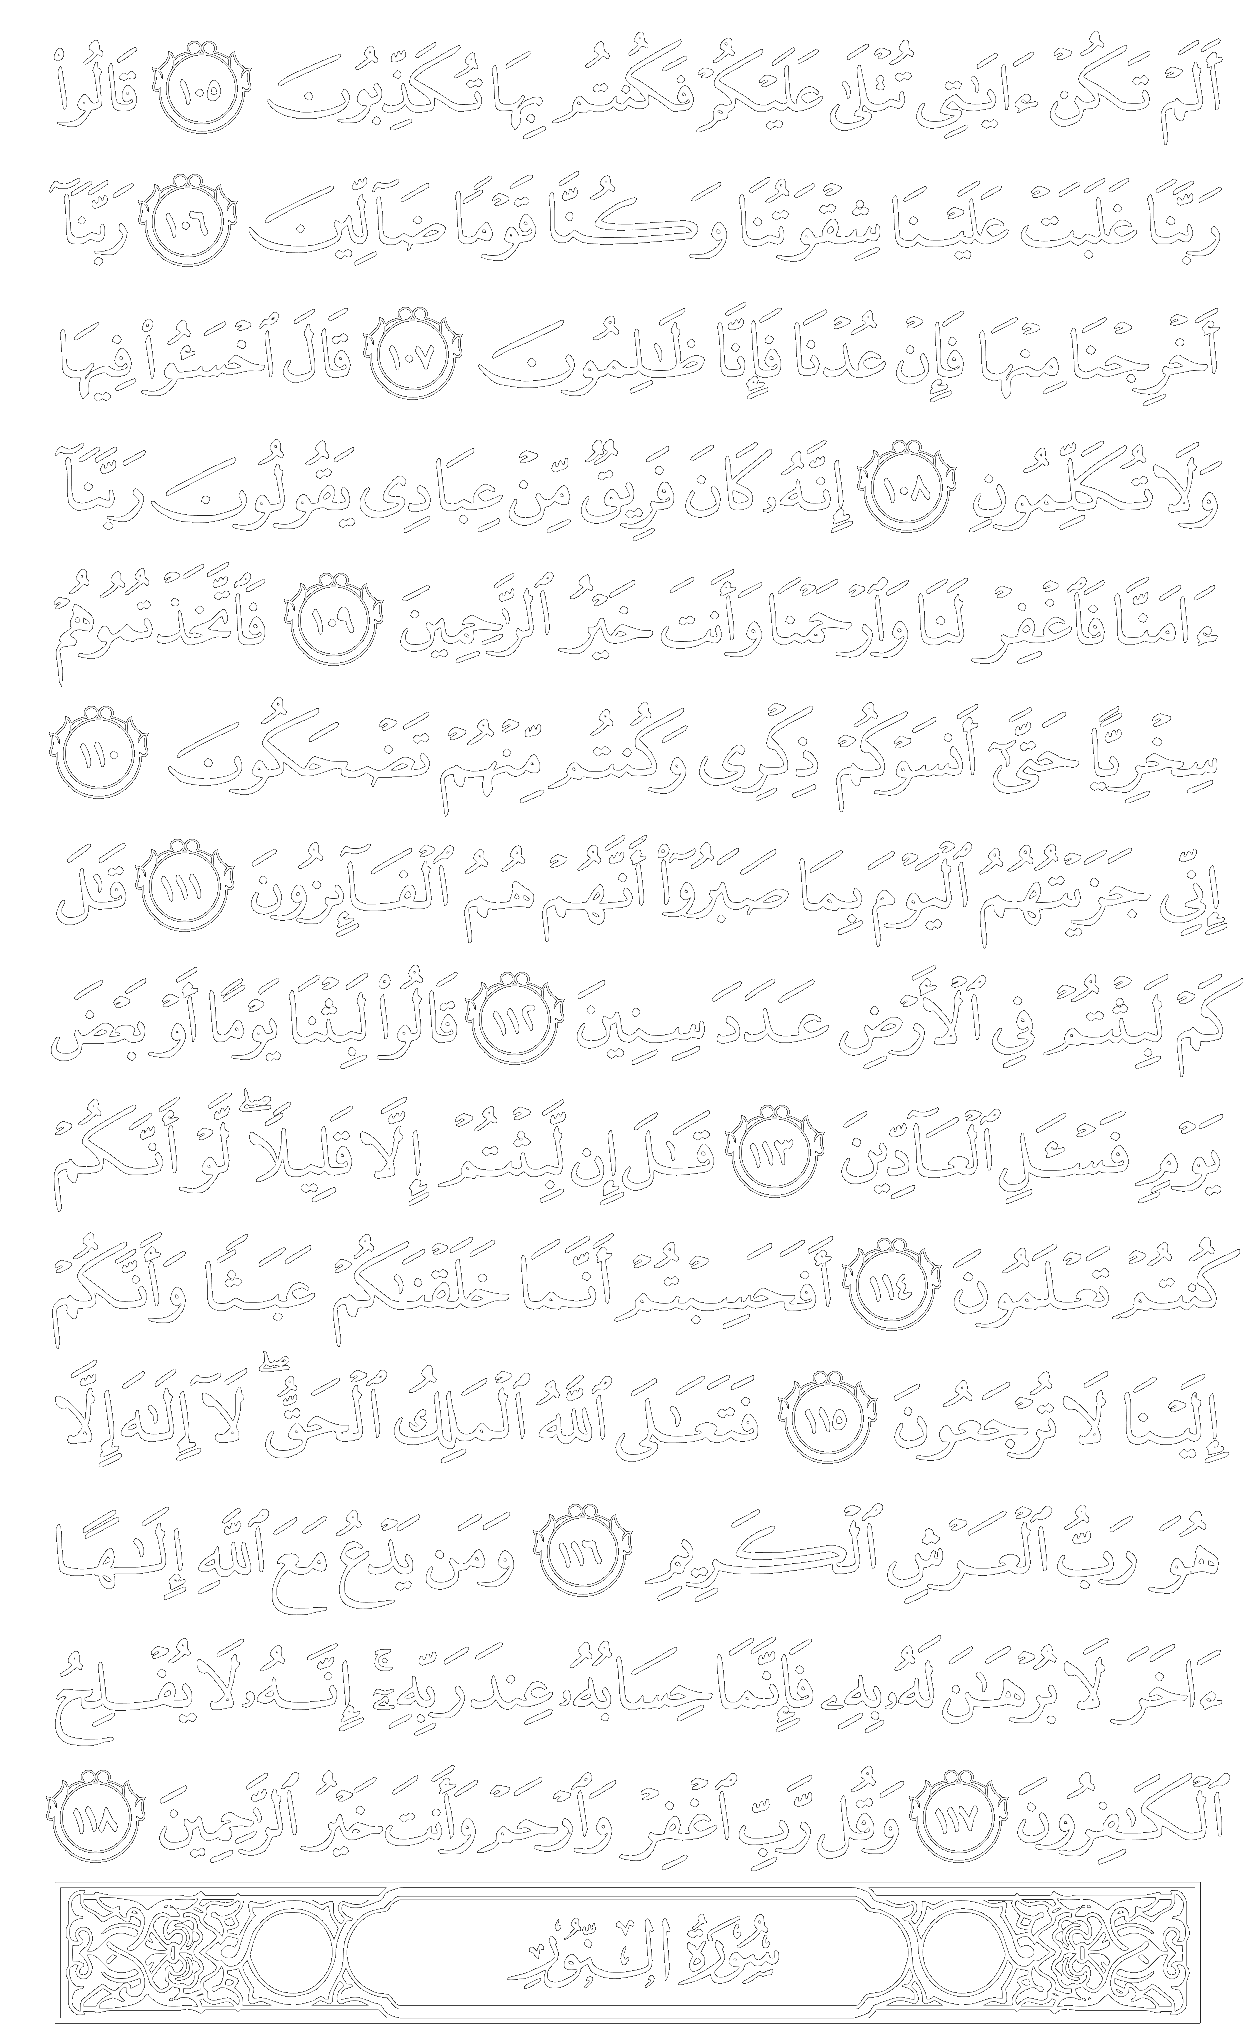 أَلَمْ تَكُنْ ءَايَٰتِى تُتْلَىٰ عَلَيْكُمْ فَكُنتُم بِهَا تُكَذِّبُونَ ١٠٥ قَالُوا۟
رَبَّنَا غَلَبَتْ عَلَيْنَا شِقْوَتُنَا وَكُنَّا قَوْمًا ضَآلِّينَ ١٠٦ رَبَّنَآ
أَخْرِجْنَا مِنْهَا فَإِنْ عُدْنَا فَإِنَّا ظَٰلِمُونَ ١٠٧ قَالَ ٱخْسَـُٔوا۟ فِيهَا
وَلَا تُكَلِّمُونِ ١٠٨ إِنَّهُۥ كَانَ فَرِيقٌ مِّنْ عِبَادِى يَقُولُونَ رَبَّنَآ
ءَامَنَّا فَٱغْفِرْ لَنَا وَٱرْحَمْنَا وَأَنتَ خَيْرُ ٱلرَّٰحِمِينَ ١٠٩ فَٱتَّخَذْتُمُوهُمْ
سِخْرِيًّا حَتَّىٰٓ أَنسَوْكُمْ ذِكْرِى وَكُنتُم مِّنْهُمْ تَضْحَكُونَ ١١٠
إِنِّى جَزَيْتُهُمُ ٱلْيَوْمَ بِمَا صَبَرُوٓا۟ أَنَّهُمْ هُمُ ٱلْفَآئِزُونَ ١١١ قَٰلَ
كَمْ لَبِثْتُمْ فِى ٱلْأَرْضِ عَدَدَ سِنِينَ ١١٢ قَالُوا۟ لَبِثْنَا يَوْمًا أَوْ بَعْضَ
يَوْمٍ فَسْـَٔلِ ٱلْعَآدِّينَ ١١٣ قَٰلَ إِن لَّبِثْتُمْ إِلَّا قَلِيلًا ۖ لَّوْ أَنَّكُمْ
كُنتُمْ تَعْلَمُونَ ١١٤ أَفَحَسِبْتُمْ أَنَّمَا خَلَقْنَٰكُمْ عَبَثًا وَأَنَّكُمْ
إِلَيْنَا لَا تُرْجَعُونَ ١١٥ فَتَعَٰلَى ٱللَّهُ ٱلْمَلِكُ ٱلْحَقُّ ۖ لَآ إِلَٰهَ إِلَّا
هُوَ رَبُّ ٱلْعَرْشِ ٱلْكَرِيمِ ١١٦ وَمَن يَدْعُ مَعَ ٱللَّهِ إِلَٰهًا
ءَاخَرَ لَا بُرْهَٰنَ لَهُۥ بِهِۦ فَإِنَّمَا حِسَابُهُۥ عِندَ رَبِّهِۦٓ ۚ إِنَّهُۥ لَا يُفْلِحُ
ٱلْكَٰفِرُونَ ١١٧ وَقُل رَّبِّ ٱغْفِرْ وَٱرْحَمْ وَأَنتَ خَيْرُ ٱلرَّٰحِمِينَ ١١٨
سُورَةُ النُّورِ